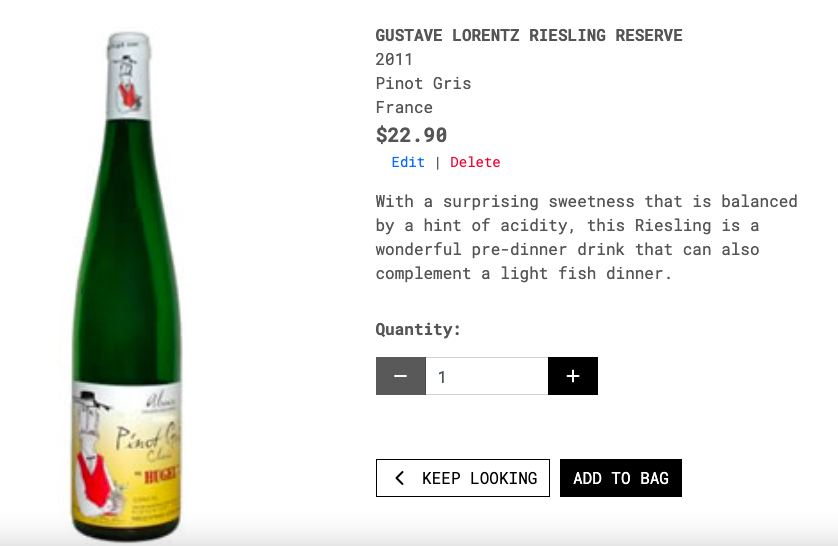 GUSTAVE LORENTZ RIESLING RESERVE
2011
Pinot Gris
France
$22.90
Edit | Delete
With a surprising sweetness that is balanced
by a hint of acidity, this Riesling is a
wonderful pre-dinner drink that can also
complement a light fish dinner.
Quantity:
− 1 +
< KEEP LOOKING ADD TO BAG
Alsace
Pinot
HUGEL